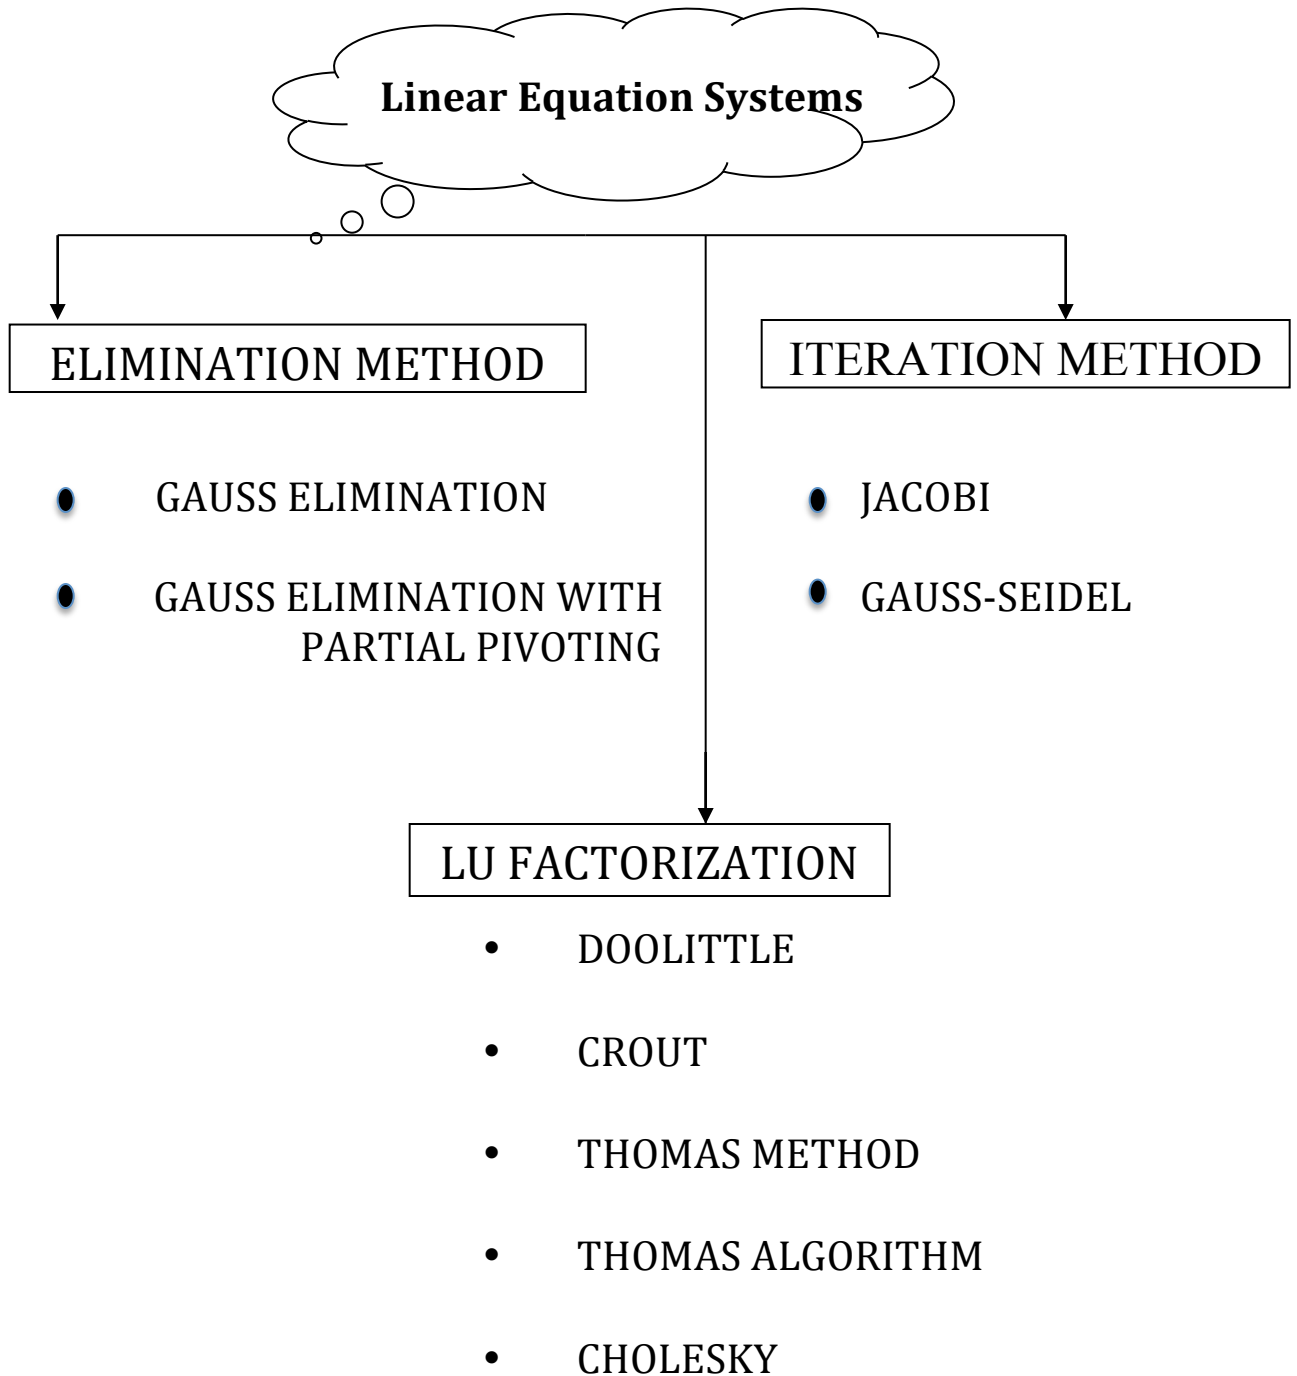 Linear Equation Systems
ELIMINATION METHOD
• GAUSS ELIMINATION
• GAUSS ELIMINATION WITH
PARTIAL PIVOTING
ITERATION METHOD
• JACOBI
• GAUSS-SEIDEL
LU FACTORIZATION
• DOOLITTLE
• CROUT
• THOMAS METHOD
• THOMAS ALGORITHM
• CHOLESKY